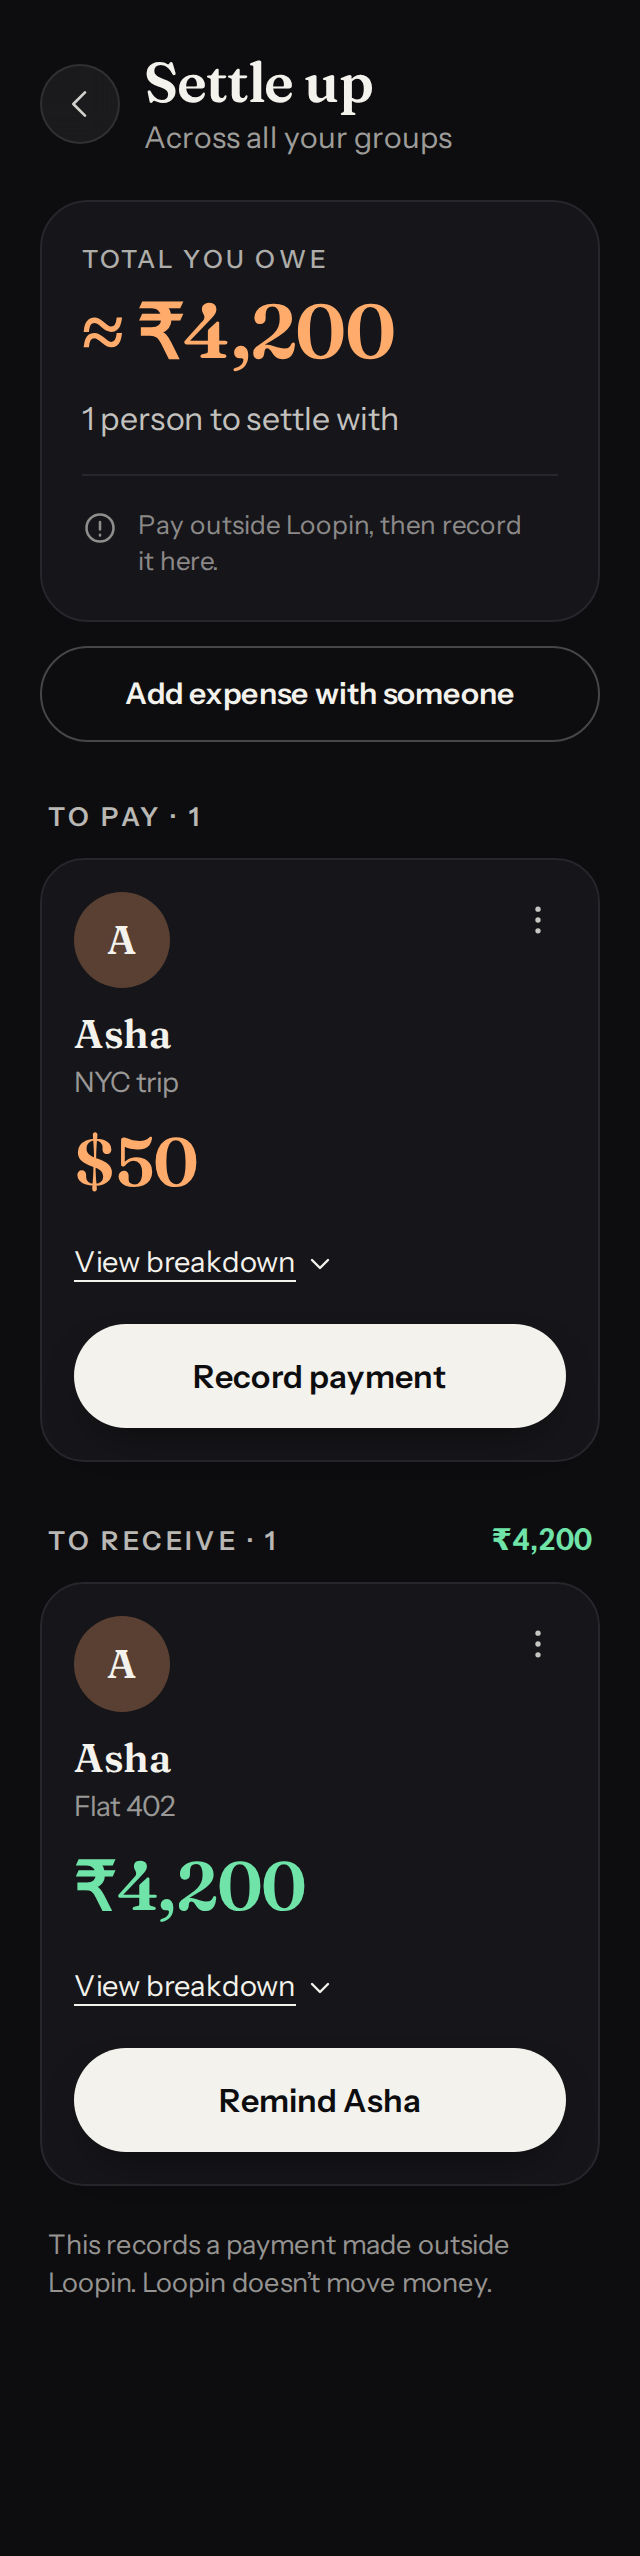 Settle up
Across all your groups
TOTAL YOU OWE
≈ ₹4,200
1 person to settle with
Pay outside Loopin, then record
it here.
Add expense with someone
TO PAY · 1
A
Asha
NYC trip
$50
View breakdown
Record payment
TO RECEIVE · 1
₹4,200
A
Asha
Flat 402
₹4,200
View breakdown
Remind Asha
This records a payment made outside
Loopin. Loopin doesn’t move money.